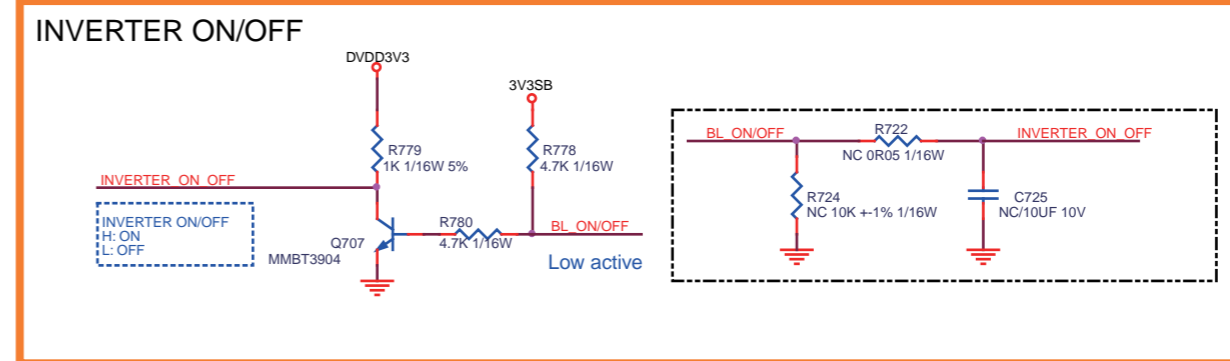 INVERTER ON/OFF
DVDD3V3
3V3SB
R779
1K 1/16W 5%
R778
4.7K 1/16W
INVERTER_ON_OFF
INVERTER ON/OFF
H: ON
L: OFF
Q707
MMBT3904
R780
4.7K 1/16W
BL_ON/OFF
Low active
BL_ON/OFF
R722
NC 0R05 1/16W
INVERTER_ON_OFF
R724
NC 10K +-1% 1/16W
C725
NC/10UF 10V